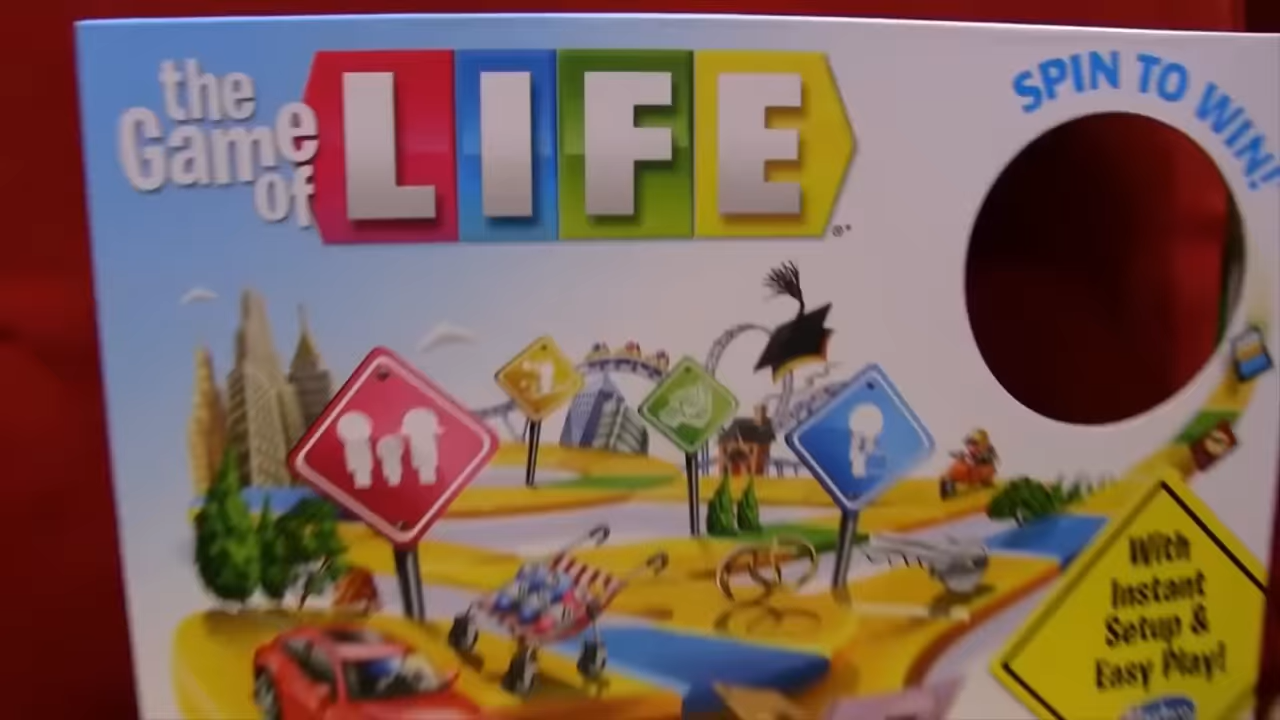 the
Game
of
LIFE
SPIN TO WIN!
With
Instant
Setup &
Easy Play!